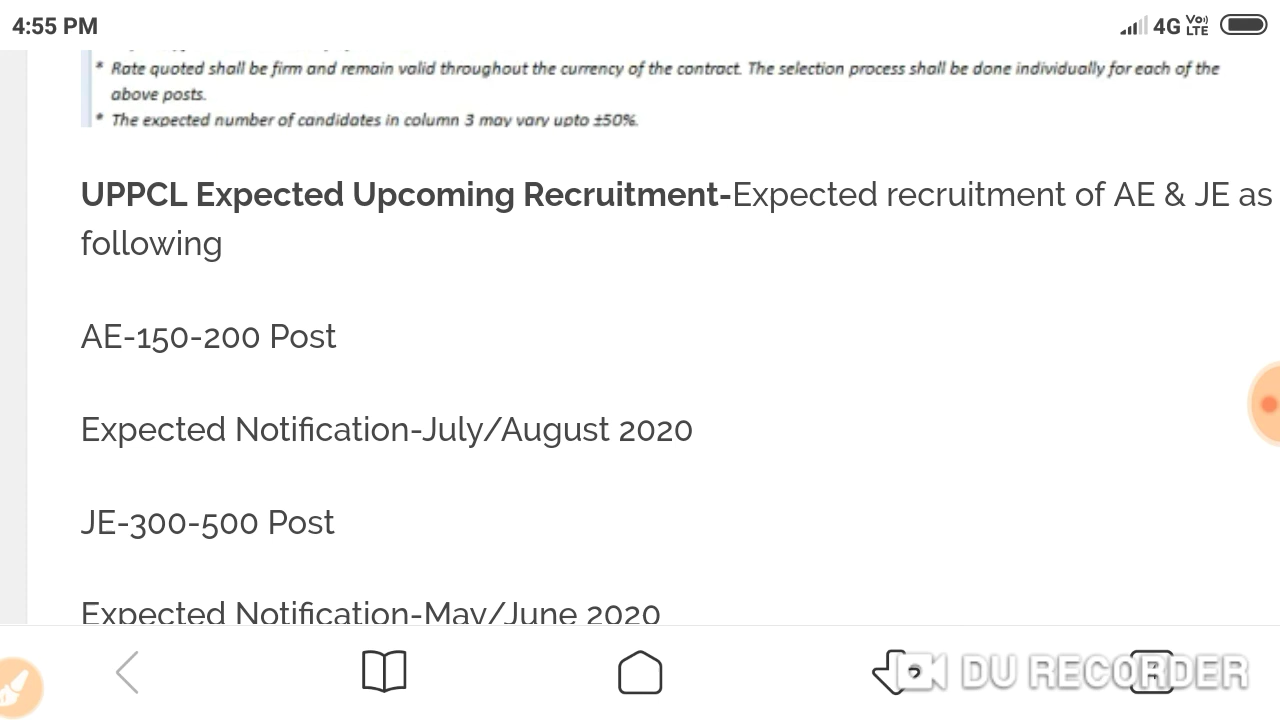 4:55 PM
4G Vo)) LTE
* Rate quoted shall be firm and remain valid throughout the currency of the contract. The selection process shall be done individually for each of the
above posts.
* The expected number of candidates in column 3 may vary upto ±50%.
UPPCL Expected Upcoming Recruitment-Expected recruitment of AE & JE as
following
AE-150-200 Post
Expected Notification-July/August 2020
JE-300-500 Post
Expected Notification-May/June 2020
DU RECORDER